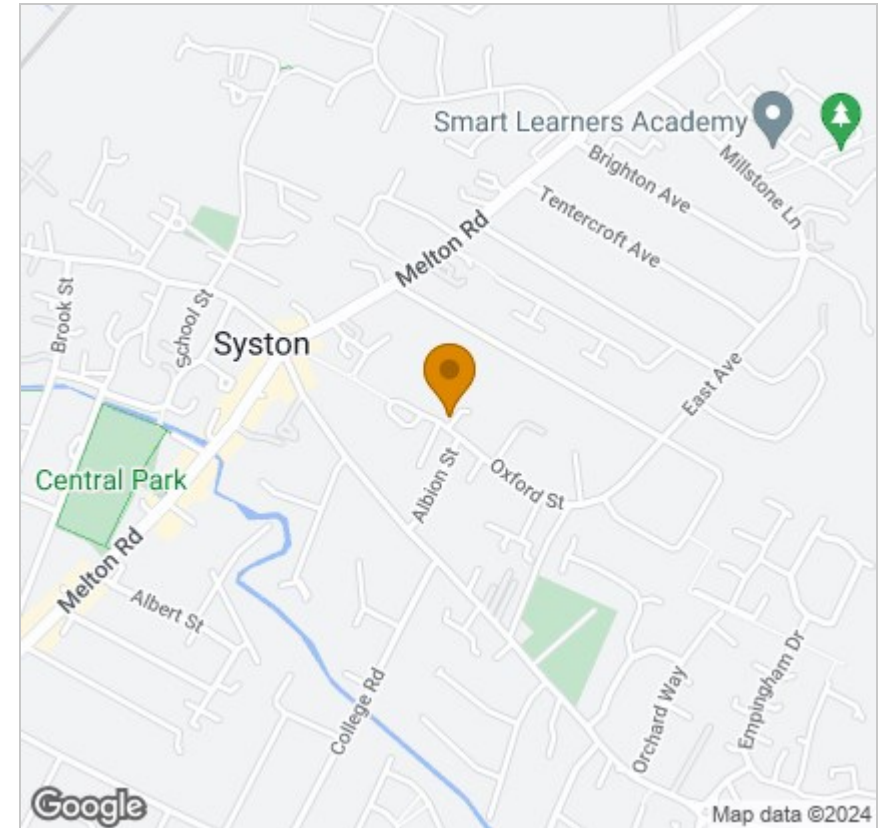 Smart Learners Academy
Brighton Ave
Millstone Ln
Tentercroft Ave
Melton Rd
Brook St
School St
Syston
East Ave
Central Park
Albion St
Oxford St
Melton Rd
Albert St
College Rd
Orchard Way
Empingham Dr
Google
Map data ©2024